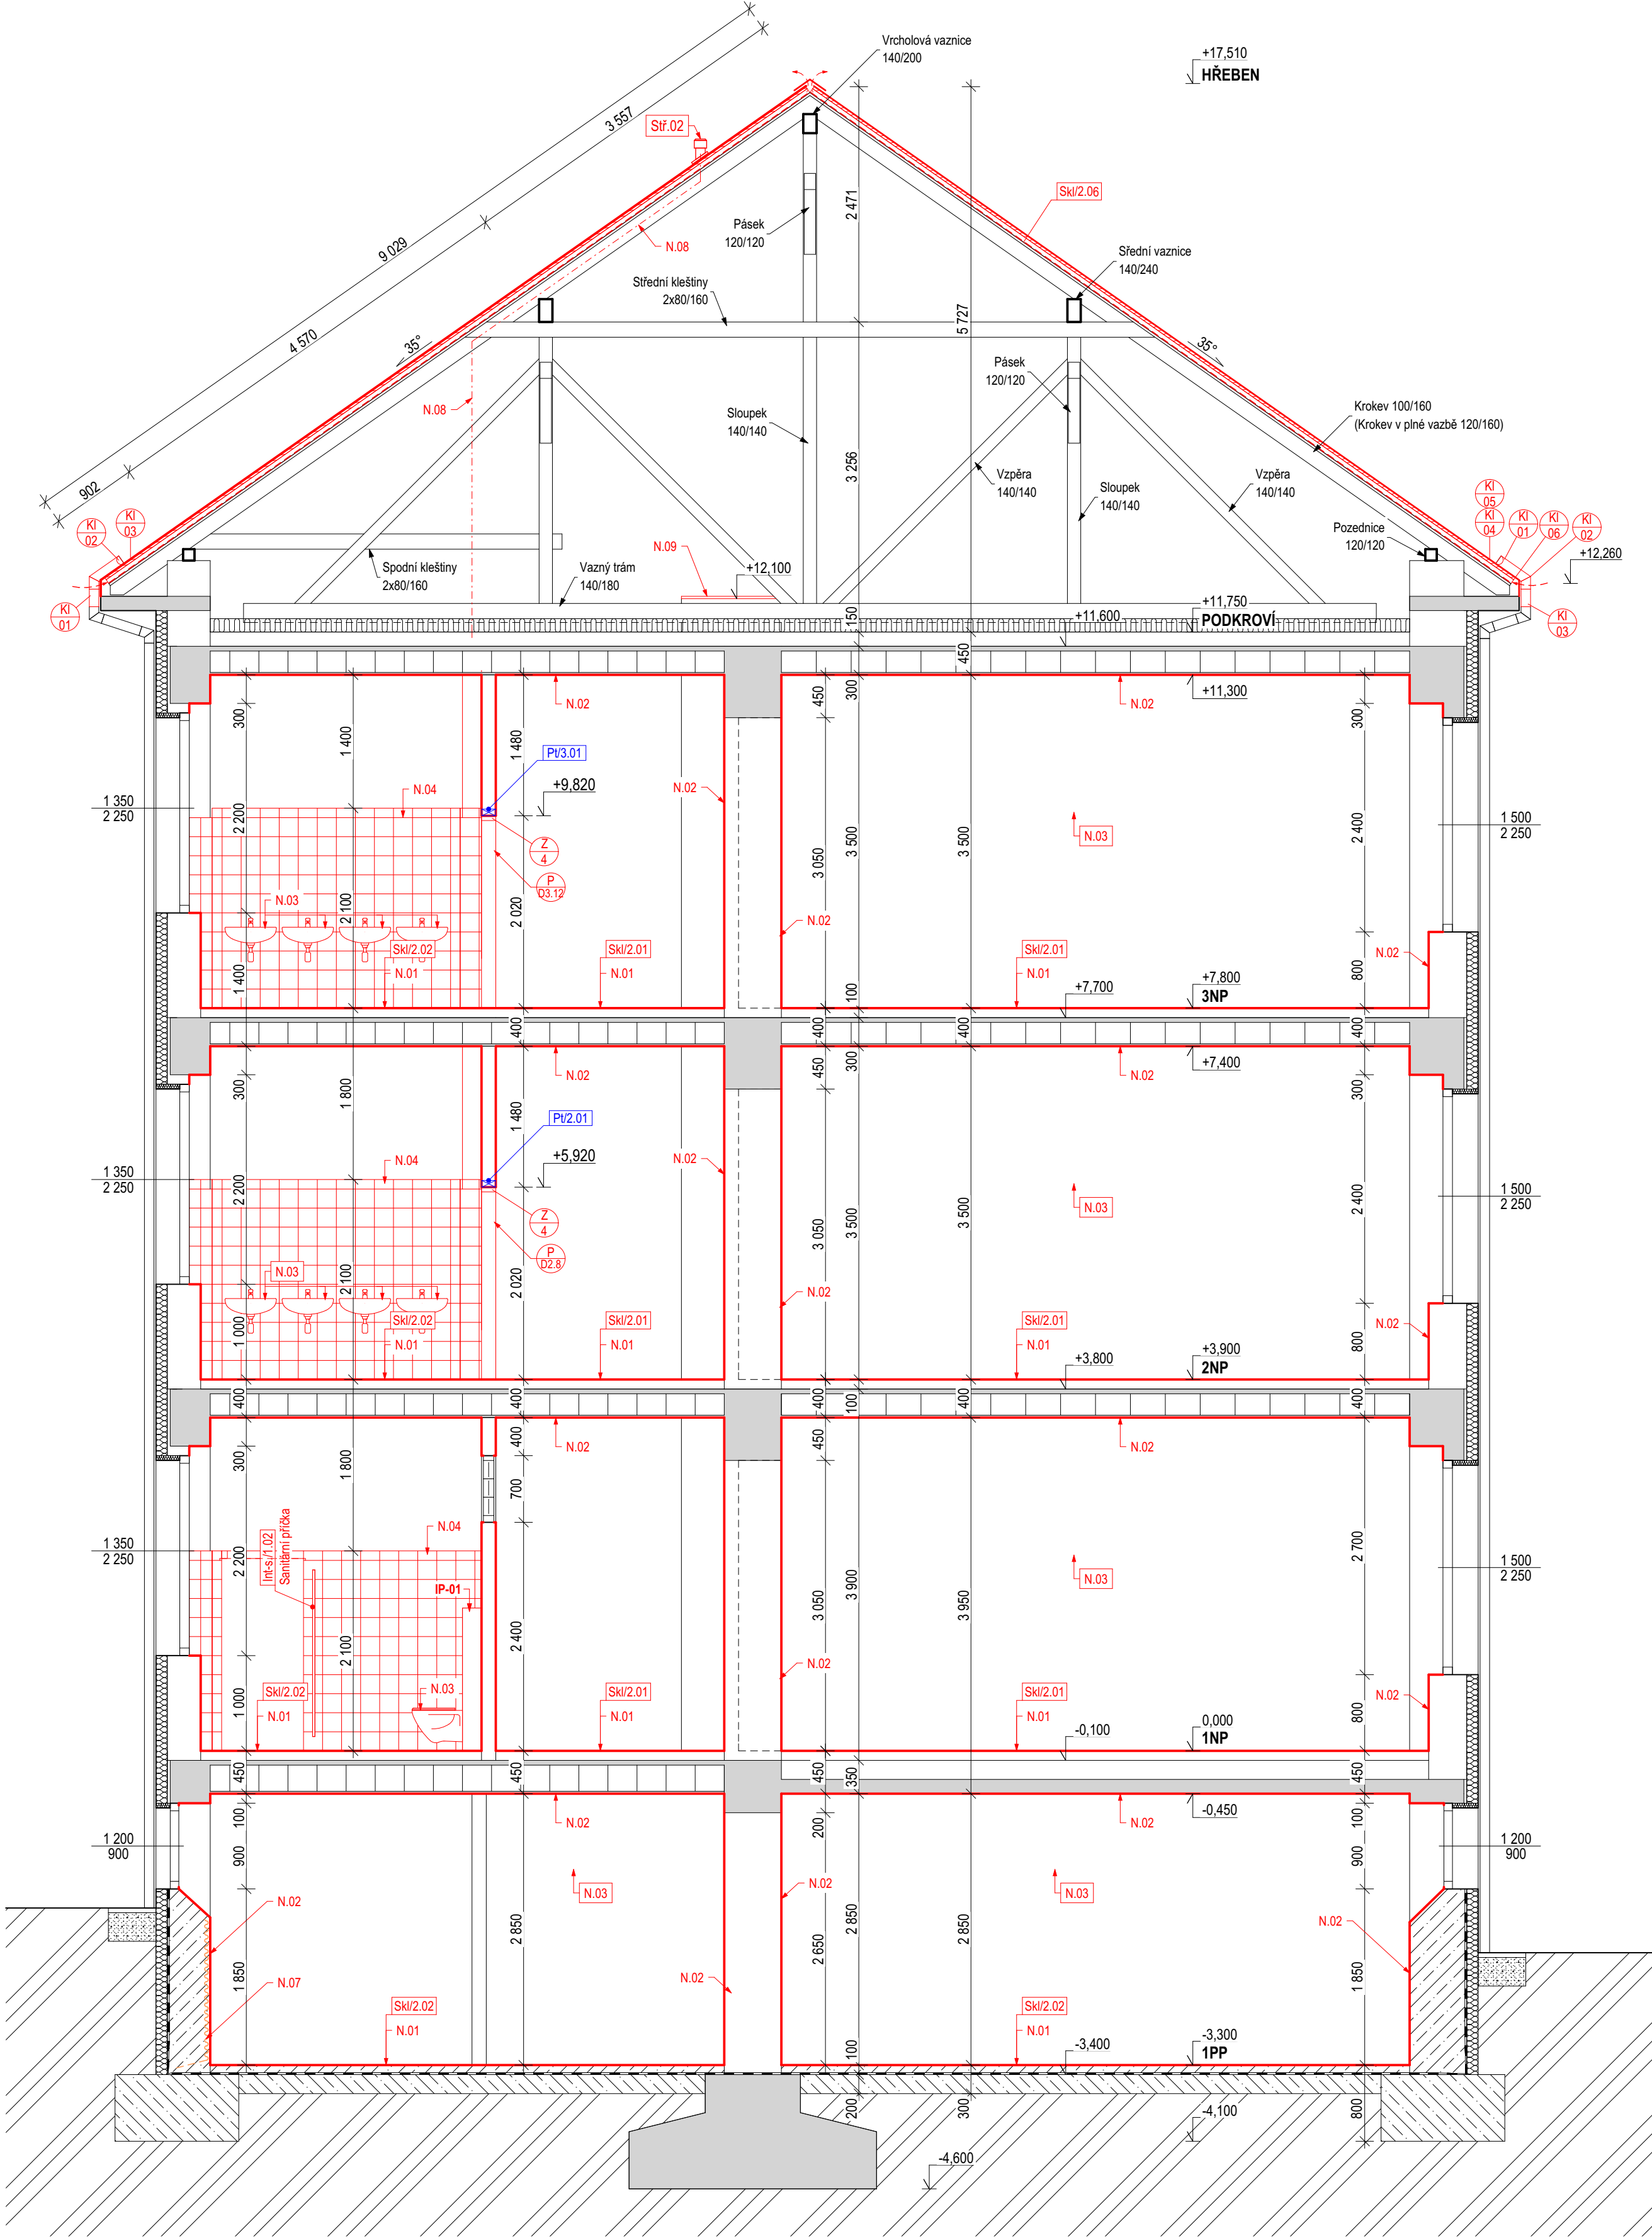 Vrcholová vaznice
140/200
+17,510
HŘEBEN
3 557
Stř.02
9 029
2 471
Skl/2.06
Pásek
120/120
N.08
Sřední vaznice
140/240
Střední kleštiny
2x80/160
5 727
4 570
35°
35°
Pásek
120/120
N.08
Sloupek
140/140
Krokev 100/160
(Krokev v plné vazbě 120/160)
3 256
902
Vzpěra
140/140
Sloupek
140/140
Vzpěra
140/140
Kl
02
Kl
03
Kl
05
Kl
04
Kl
01
Kl
06
Kl
02
Pozednice
120/120
+12,260
N.09
Spodní kleštiny
2x80/160
Vazný trám
140/180
+12,100
Kl
01
Kl
03
150
+11,600
+11,750
PODKROVÍ
450
300
1 400
N.02
1 480
450
300
N.02
+11,300
300
Pt/3.01
+9,820
N.02
N.04
1 350
2 250
2 200
1 500
2 250
2 400
Z
4
3 050
3 500
3 500
N.03
P
D3.12
N.03
2 100
2 020
N.02
Skl/2.02
N.01
Skl/2.01
N.01
Skl/2.01
N.01
N.02
1 400
800
100
+7,700
+7,800
3NP
400
400
400
400
300
1 800
N.02
1 480
450
300
N.02
+7,400
300
Pt/2.01
+5,920
N.02
N.04
1 350
2 250
2 200
1 500
2 250
2 400
Z
4
3 050
3 500
3 500
N.03
P
D2.8
N.03
2 100
2 020
N.02
Skl/2.02
N.01
Skl/2.01
N.01
Skl/2.01
N.01
N.02
1 000
800
+3,800
+3,900
2NP
400
400
400
100
400
400
300
1 800
400
N.02
450
N.02
700
Int-s./1.02
Sanitární příčka
N.04
1 350
2 250
2 200
2 700
1 500
2 250
IP-01
3 050
3 900
3 950
N.03
2 100
2 400
N.02
N.03
Skl/2.02
N.01
Skl/2.01
N.01
Skl/2.01
N.01
N.02
1 000
800
-0,100
0,000
1NP
450
450
450
350
450
100
N.02
200
N.02
-0,450
100
1 200
900
900
900
1 200
900
N.03
N.02
N.03
N.02
2 850
2 650
2 850
2 850
N.02
1 850
N.07
N.02
1 850
Skl/2.02
N.01
Skl/2.02
N.01
-3,400
-3,300
1PP
100
200
300
-4,100
800
-4,600